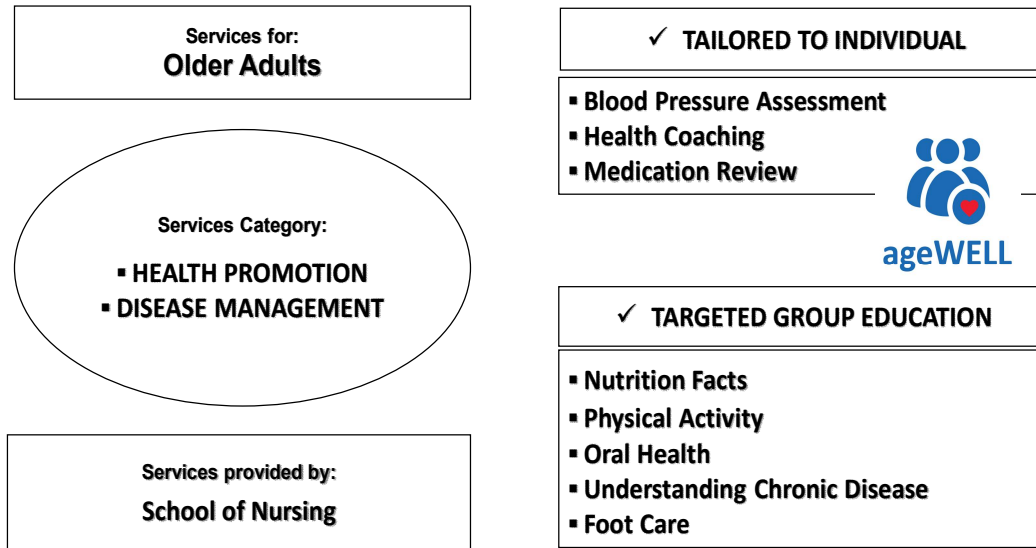 Services for:
Older Adults
Services Category:
▪ HEALTH PROMOTION
▪ DISEASE MANAGEMENT
Services provided by:
School of Nursing
✓ TAILORED TO INDIVIDUAL
▪ Blood Pressure Assessment
▪ Health Coaching
▪ Medication Review
ageWELL
✓ TARGETED GROUP EDUCATION
▪ Nutrition Facts
▪ Physical Activity
▪ Oral Health
▪ Understanding Chronic Disease
▪ Foot Care